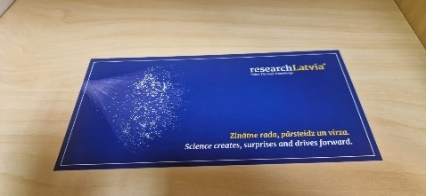 researchLatvia
Zinātne rada, pārsteidz un virza.
Science creates, surprises and drives forward.